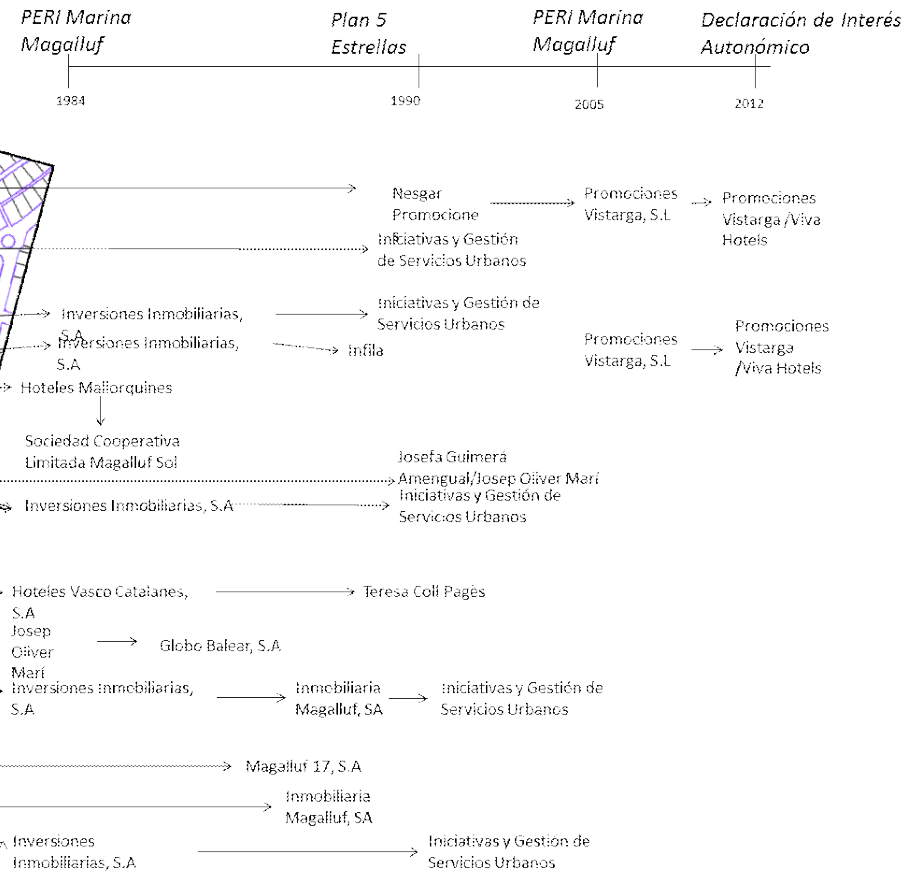 PERI Marina
Magalluf
Plan 5
Estrellas
PERI Marina
Magalluf
Declaración de Interés
Autonómico
1984
1990
2005
2012
Nesgar
Promocione
s
Promociones
Vistarga, S.L
Promociones
Vistarga /Viva
Hotels
Iniciativas y Gestión
de Servicios Urbanos
Inversiones Inmobiliarias,
S.A
Iniciativas y Gestión de
Servicios Urbanos
Inversiones Inmobiliarias,
S.A
Infila
Promociones
Vistarga, S.L
Promociones
Vistarga
/Viva Hotels
Hoteles Mallorquines
Sociedad Cooperativa
Limitada Magalluf Sol
Josefa Guimerá
Amengual/Josep Oliver Marí
Inversiones Inmobiliarias, S.A
Iniciativas y Gestión de
Servicios Urbanos
Hoteles Vasco Catalanes,
S.A
Teresa Coll Pagès
Josep
Oliver
Marí
Globo Balear, S.A
Inversiones Inmobiliarias,
S.A
Inmobiliaria
Magalluf, SA
Iniciativas y Gestión de
Servicios Urbanos
Magalluf 17, S.A
Inmobiliaria
Magalluf, SA
Inversiones
Inmobiliarias, S.A
Iniciativas y Gestión de
Servicios Urbanos